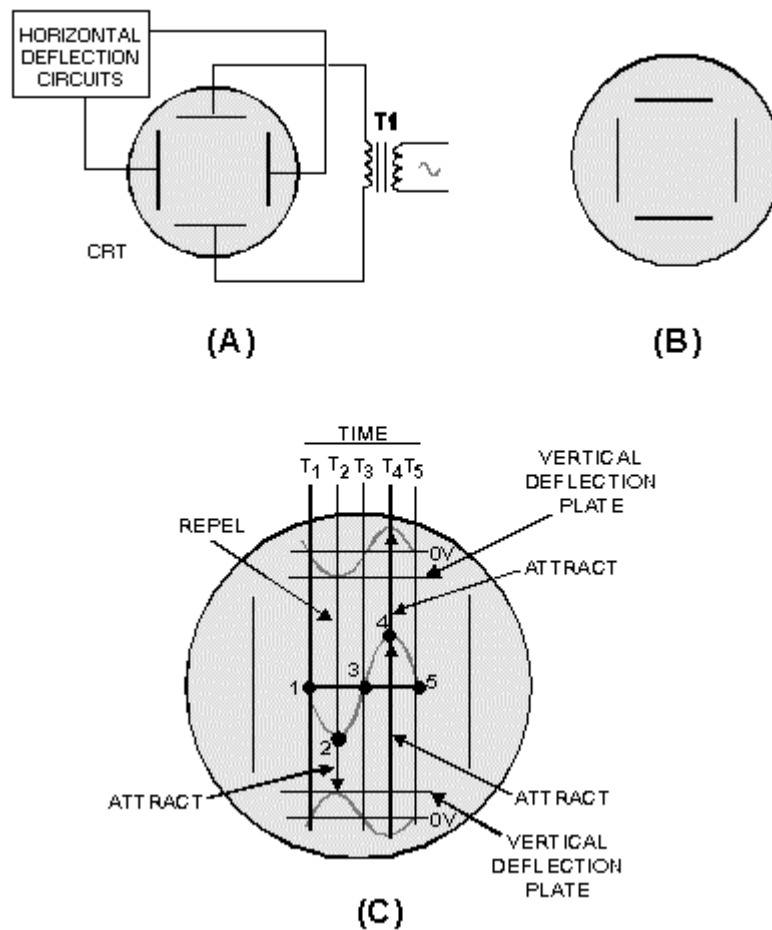 HORIZONTAL
DEFLECTION
CIRCUITS
T1
CRT
(A)
(B)
TIME
T1 T2 T3 T4 T5
VERTICAL
DEFLECTION
PLATE
REPEL
0V
ATTRACT
4
3
1
5
2
ATTRACT
ATTRACT
0V
VERTICAL
DEFLECTION
PLATE
(C)